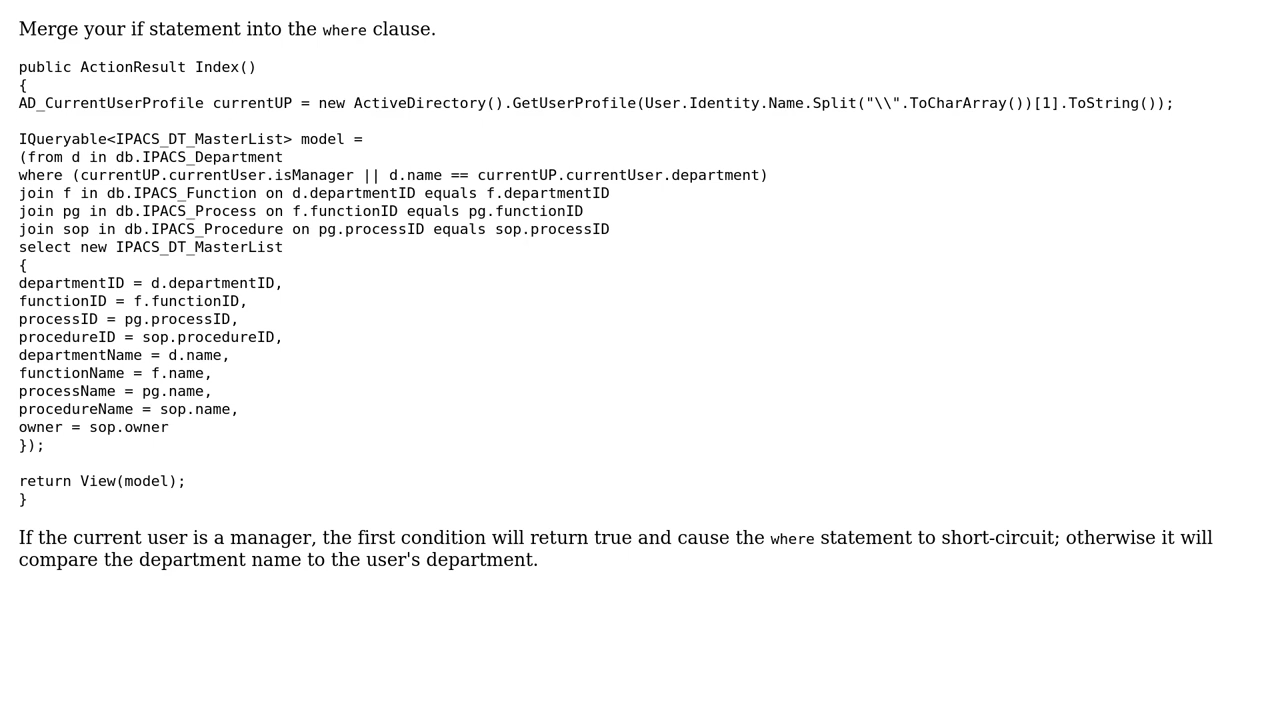 Merge your if statement into the where clause.
public ActionResult Index()
{
AD_CurrentUserProfile currentUP = new ActiveDirectory().GetUserProfile(User.Identity.Name.Split("\\".ToCharArray())[1].ToString());
IQueryable<IPACS_DT_MasterList> model =
(from d in db.IPACS_Department
where (currentUP.currentUser.isManager || d.name == currentUP.currentUser.department)
join f in db.IPACS_Function on d.departmentID equals f.departmentID
join pg in db.IPACS_Process on f.functionID equals pg.functionID
join sop in db.IPACS_Procedure on pg.processID equals sop.processID
select new IPACS_DT_MasterList
{
departmentID = d.departmentID,
functionID = f.functionID,
processID = pg.processID,
procedureID = sop.procedureID,
departmentName = d.name,
functionName = f.name,
processName = pg.name,
procedureName = sop.name,
owner = sop.owner
});
return View(model);
}
If the current user is a manager, the first condition will return true and cause the where statement to short-circuit; otherwise it will
compare the department name to the user's department.